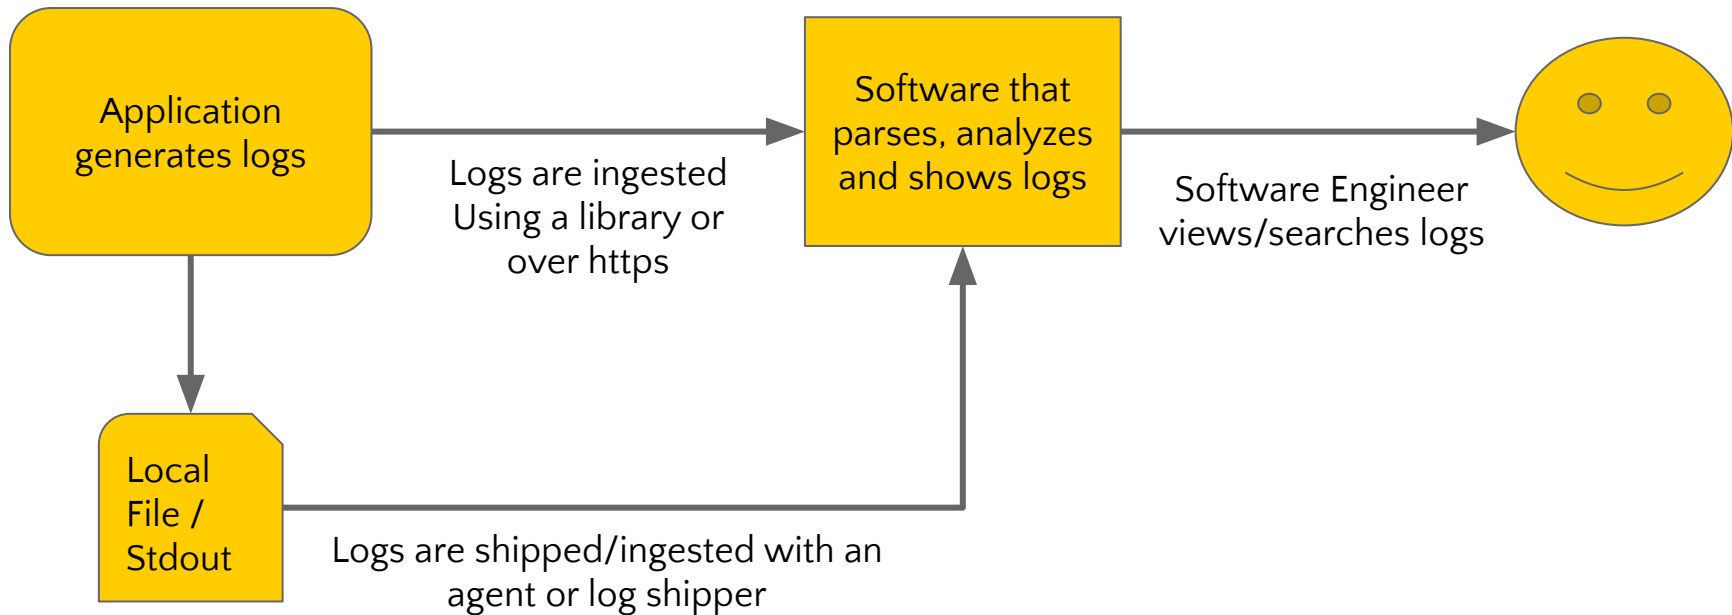 Application
generates logs
Logs are ingested
Using a library or
over https
Software that
parses, analyzes
and shows logs
Software Engineer
views/searches logs
Local
File /
Stdout
Logs are shipped/ingested with an
agent or log shipper